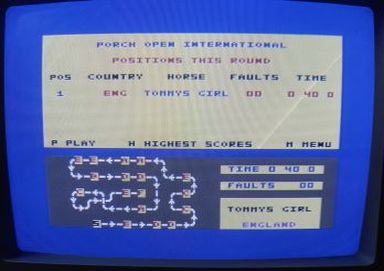 PORCH OPEN INTERNATIONAL
POSITIONS THIS ROUND
POS COUNTRY HORSE FAULTS TIME
1 ENG TOMMYS GIRL 00 0 40 0
P PLAY H HIGHEST SCORES M MENU
TIME 0 40 0
FAULTS 00
TOMMYS GIRL
ENGLAND